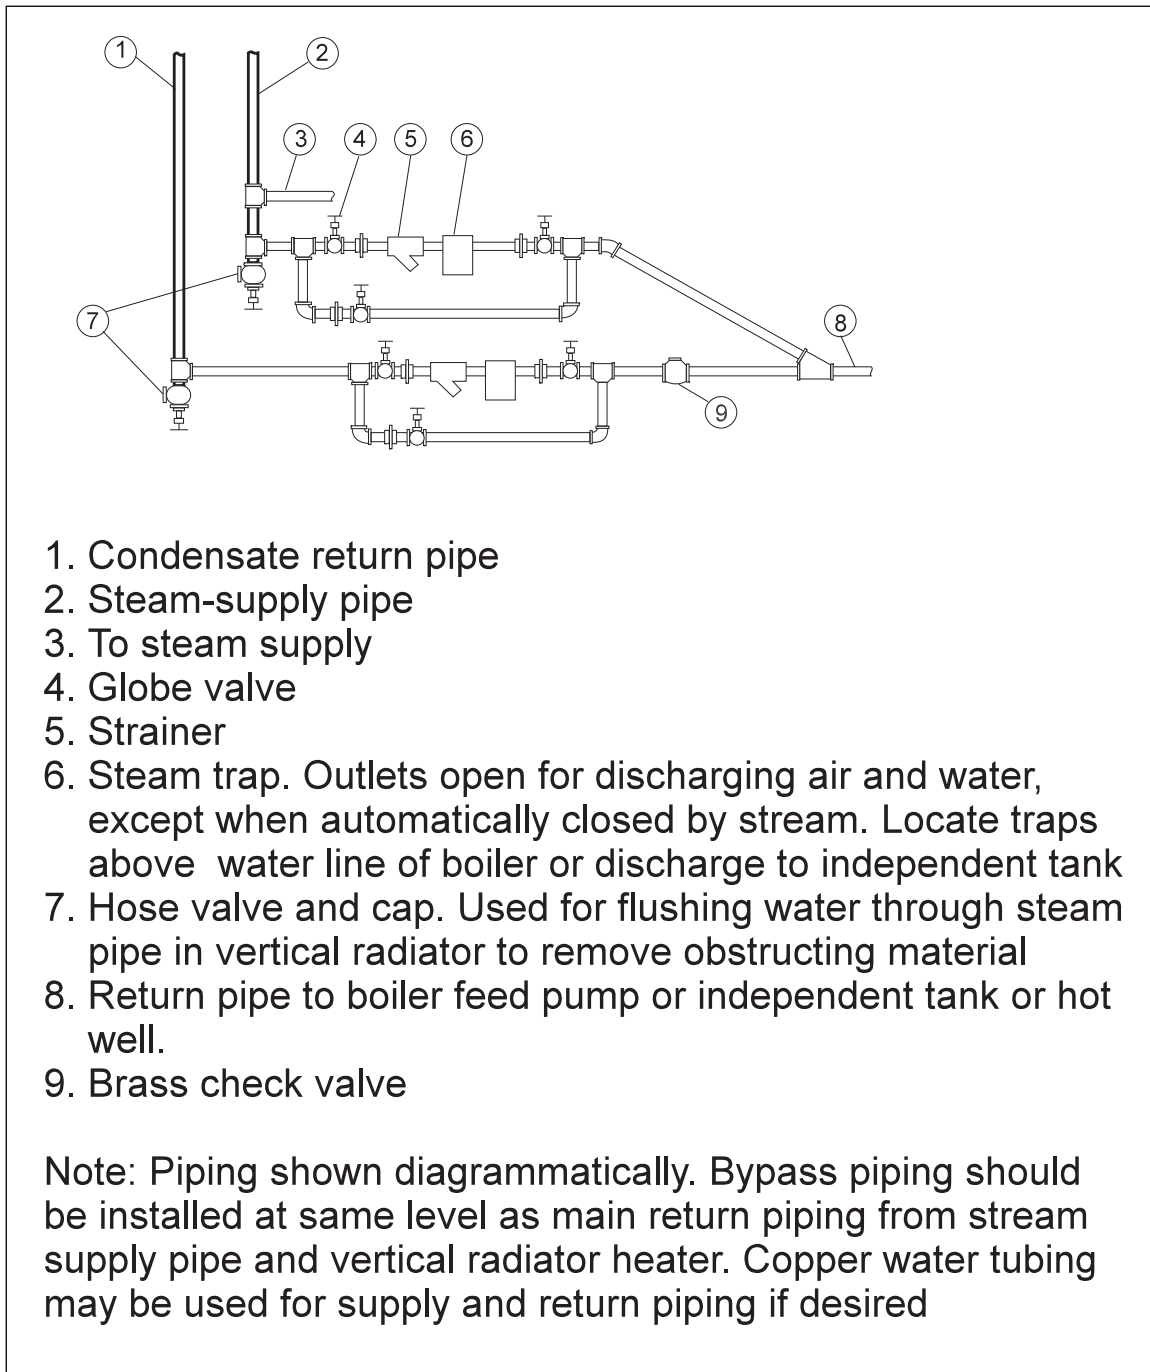 1
2
3
4
5
6
7
8
9
1. Condensate return pipe
2. Steam-supply pipe
3. To steam supply
4. Globe valve
5. Strainer
6. Steam trap. Outlets open for discharging air and water,
except when automatically closed by stream. Locate traps
above water line of boiler or discharge to independent tank
7. Hose valve and cap. Used for flushing water through steam
pipe in vertical radiator to remove obstructing material
8. Return pipe to boiler feed pump or independent tank or hot
well.
9. Brass check valve
Note: Piping shown diagrammatically. Bypass piping should
be installed at same level as main return piping from stream
supply pipe and vertical radiator heater. Copper water tubing
may be used for supply and return piping if desired